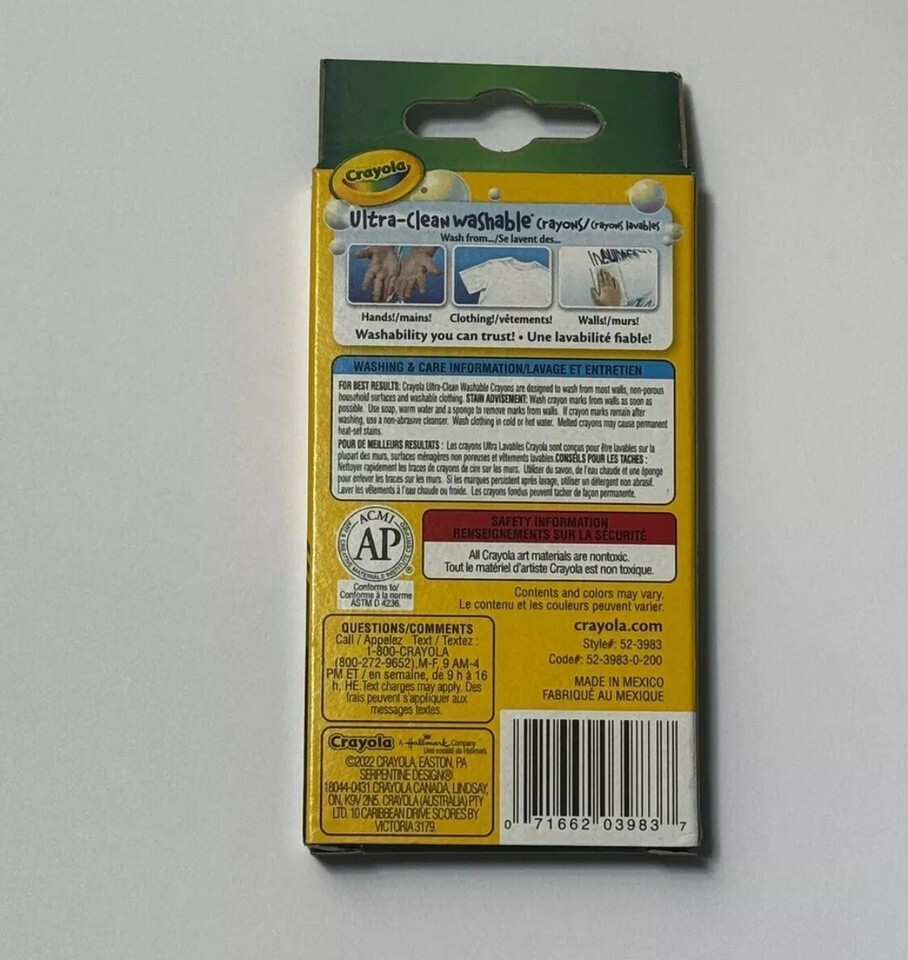 Crayola
Ultra-Clean Washable™ Crayons/Crayons lavables
Wash from.../Se lavent des...
Hands!/mains! Clothing!/vêtements! Walls!/murs!
Washability you can trust! • Une lavabilité fiable!
WASHING & CARE INFORMATION/LAVAGE ET ENTRETIEN
FOR BEST RESULTS: Crayola Ultra-Clean Washable Crayons are designed to wash from most walls, non-porous
household surfaces and washable clothing. STAIN ADVISEMENT: Wash crayon marks from walls as soon as
possible. Use soap, warm water and a sponge to remove marks from walls. If crayon marks remain after
washing, use a non-abrasive cleanser. Wash clothing in cold or hot water. Melted crayons may cause permanent
heat-set stains.
POUR DE MEILLEURS RESULTATS : Les crayons Ultra Lavables Crayola sont conçus pour être lavables sur la
plupart des murs, surfaces ménagères non poreuses et vêtements lavables. CONSEILS POUR LES TACHES :
Nettoyer rapidement les traces de crayons de cire sur les murs. Utiliser du savon, de l'eau chaude et une éponge
pour enlever les traces sur les murs. Si les marques persistent après lavage, utiliser un détergent non abrasif.
Laver les vêtements à l'eau chaude ou froide. Les crayons fondus peuvent tacher de façon permanente.
ACMI
AP
ART & CREATIVE MATERIALS INSTITUTE CERTIFIED
®
Conforms to/
Conforme à la norme
ASTM D 4236.
SAFETY INFORMATION
RENSEIGNEMENTS SUR LA SÉCURITÉ
All Crayola art materials are nontoxic.
Tout le matériel d'artiste Crayola est non toxique.
Contents and colors may vary.
Le contenu et les couleurs peuvent varier.
crayola.com
Style#: 52-3983
Code#: 52-3983-0-200
MADE IN MEXICO
FABRIQUÉ AU MEXIQUE
QUESTIONS/COMMENTS
Call / Appelez Text / Textez :
1-800-CRAYOLA
(800-272-9652), M-F, 9 AM-4
PM ET / en semaine, de 9 h à 16
h, HE. Text charges may apply. Des
frais peuvent s'appliquer aux
messages textes.
Crayola A Hallmark Company
Une société de Hallmark
©2022 CRAYOLA, EASTON, PA
SERPENTINE DESIGN®
18044-0431 CRAYOLA CANADA, LINDSAY,
ON, K9V 2N5. CRAYOLA (AUSTRALIA) PTY
LTD. 10 CARIBBEAN DRIVE SCORESBY
VICTORIA 3179.
0 71662 03983 7